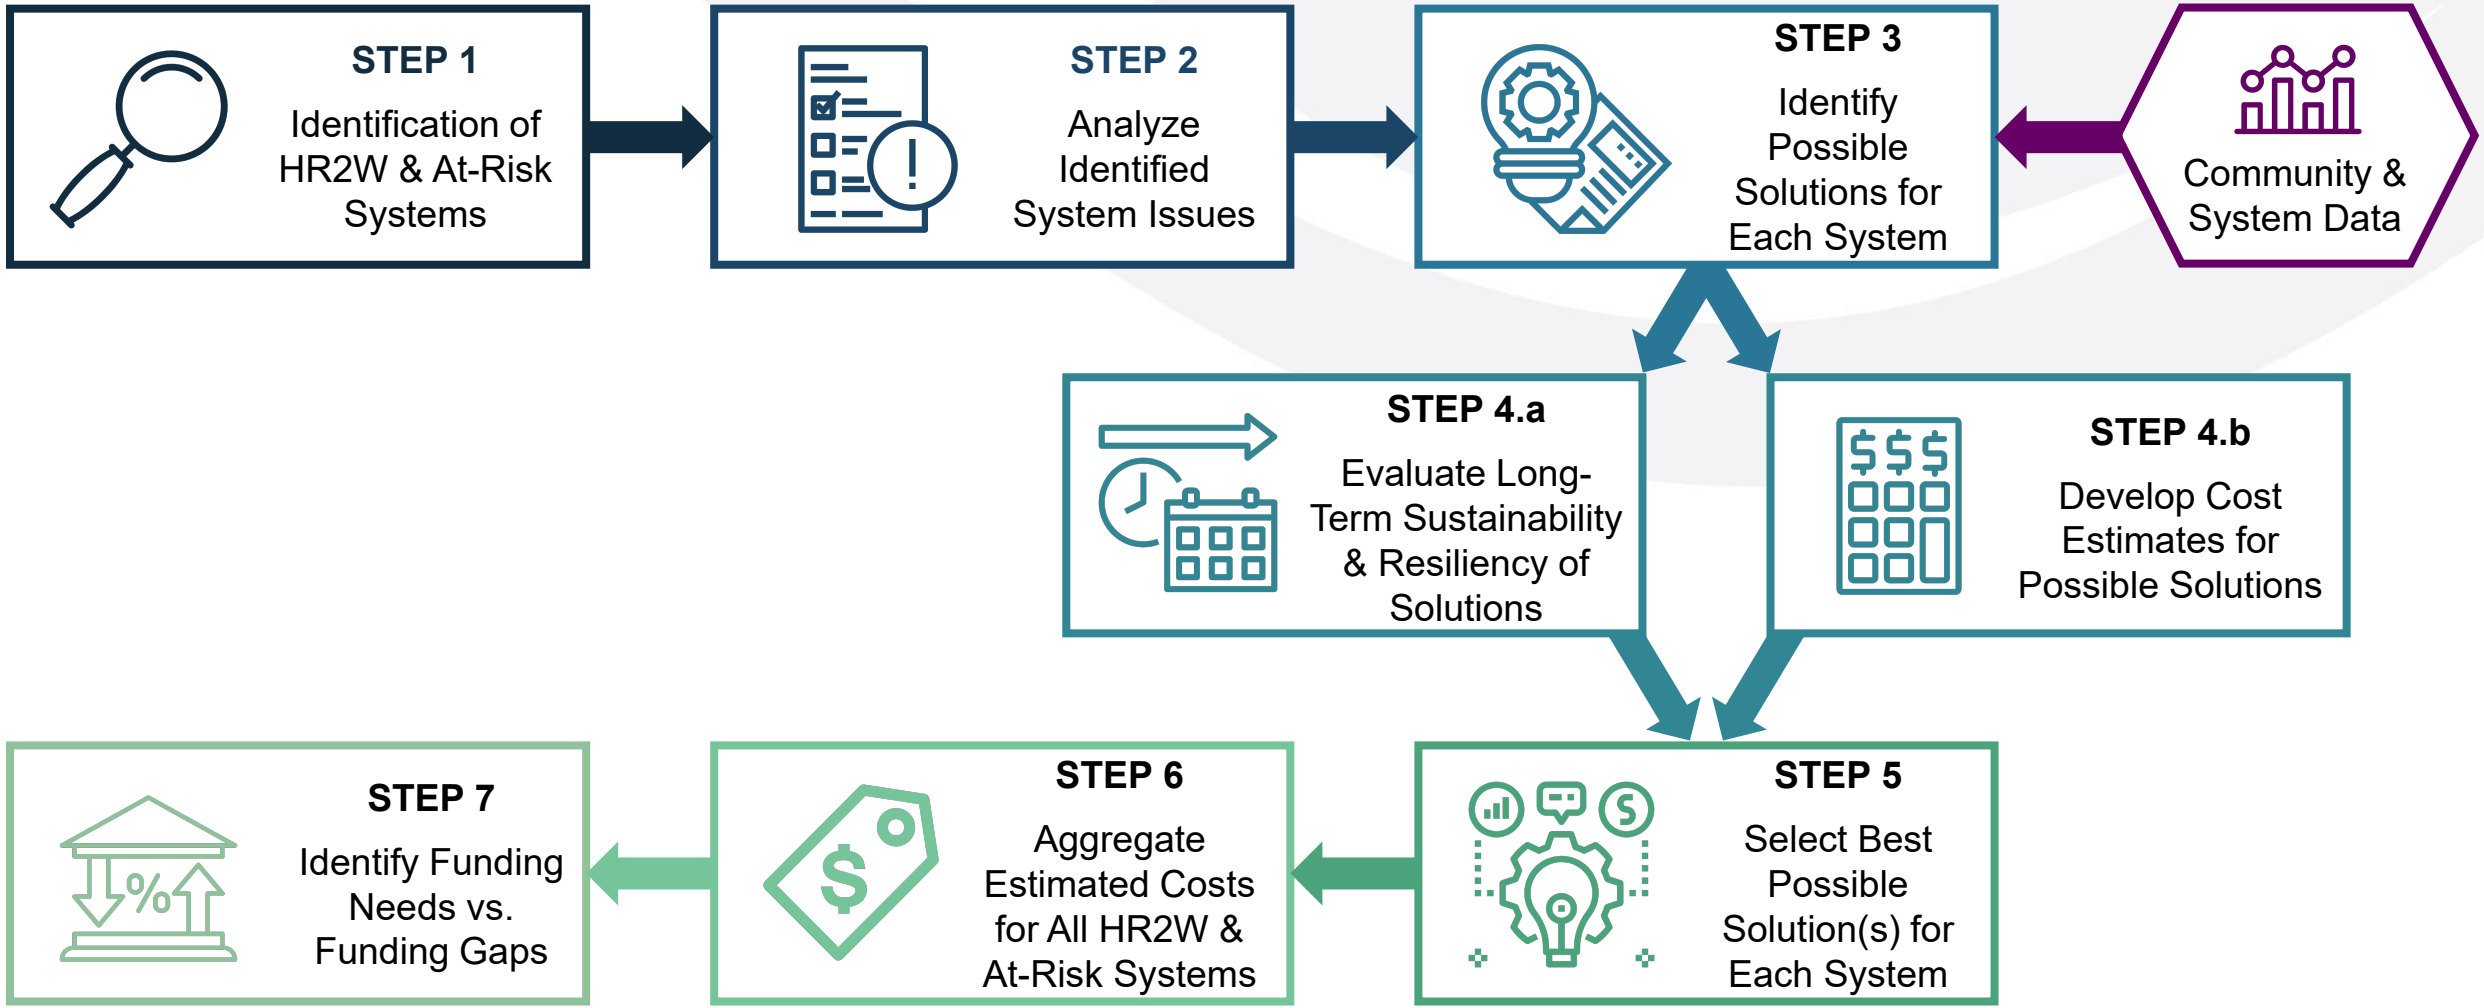 STEP 1
Identification of
HR2W & At-Risk
Systems
STEP 2
Analyze
Identified
System Issues
STEP 3
Identify
Possible
Solutions for
Each System
Community &
System Data
STEP 4.a
Evaluate Long-
Term Sustainability
& Resiliency of
Solutions
$$$
STEP 4.b
Develop Cost
Estimates for
Possible Solutions
%
STEP 7
Identify Funding
Needs vs.
Funding Gaps
$
STEP 6
Aggregate
Estimated Costs
for All HR2W &
At-Risk Systems
STEP 5
Select Best
Possible
Solution(s) for
Each System